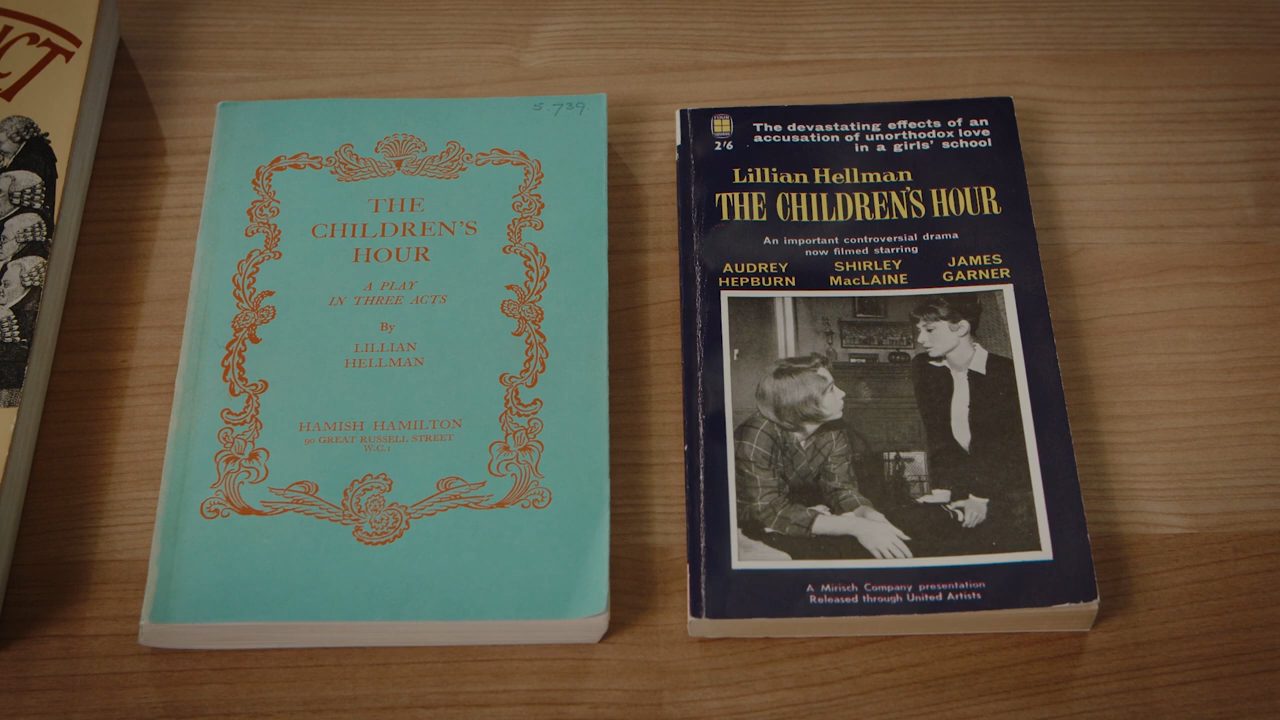 5.739
THE
CHILDREN'S
HOUR
A PLAY
IN THREE ACTS
By
LILLIAN
HELLMAN
HAMISH HAMILTON
90 GREAT RUSSELL STREET
W.C.1
FOUR
2'6
The devastating effects of an
accusation of unorthodox love
in a girls' school
Lillian Hellman
THE CHILDREN'S HOUR
An important controversial drama
now filmed starring
AUDREY HEPBURN
SHIRLEY MacLAINE
JAMES GARNER
A Mirisch Company presentation
Released through United Artists